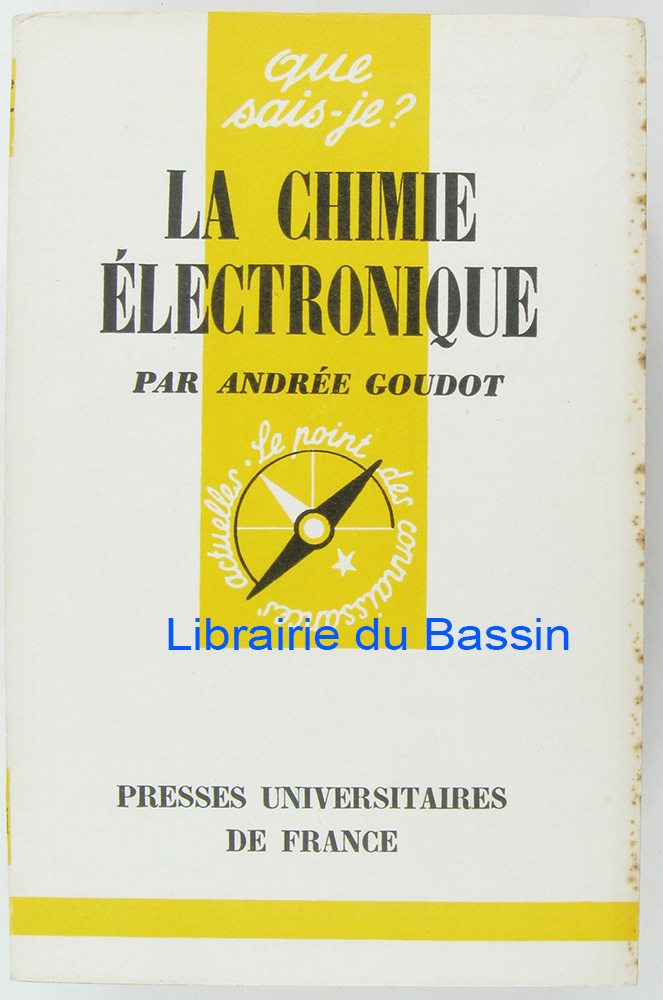 que
sais-je?
LA CHIMIE
ÉLECTRONIQUE
PAR ANDRÉE GOUDOT
Le point des connaissances actuelles.
Librairie du Bassin
PRESSES UNIVERSITAIRES
DE FRANCE